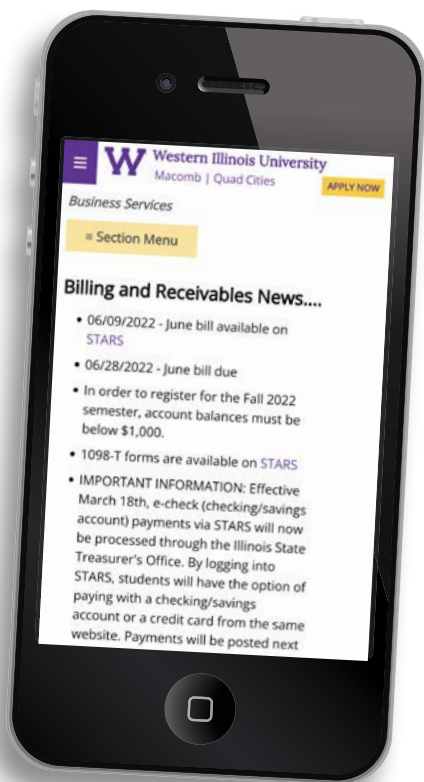 ≡ W Western Illinois University
Macomb | Quad Cities
APPLY NOW
Business Services
≡ Section Menu
Billing and Receivables News....
• 06/09/2022 - June bill available on
STARS
• 06/28/2022 - June bill due
• In order to register for the Fall 2022
semester, account balances must be
below $1,000.
• 1098-T forms are available on STARS
• IMPORTANT INFORMATION: Effective
March 18th, e-check (checking/savings
account) payments via STARS will now
be processed through the Illinois State
Treasurer's Office. By logging into
STARS, students will have the option of
paying with a checking/savings
account or a credit card from the same
website. Payments will be posted next